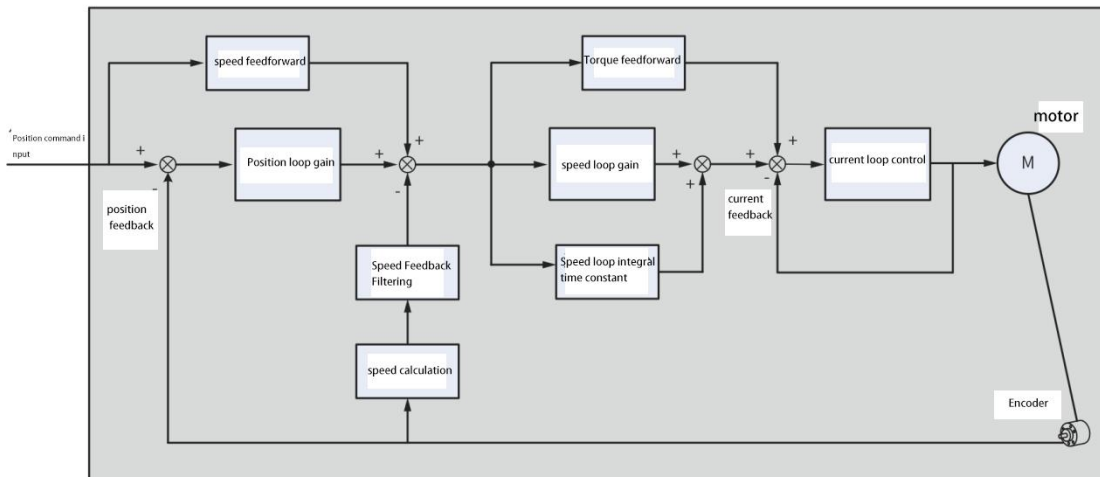 speed feedforward
Torque feedforward
motor
Position command i
nput
+
-
position
feedback
Position loop gain
+
+
-
speed loop gain
+
+
+
-
+
current
feedback
current loop control
M
Speed Feedback
Filtering
Speed loop integral
time constant
speed calculation
Encoder